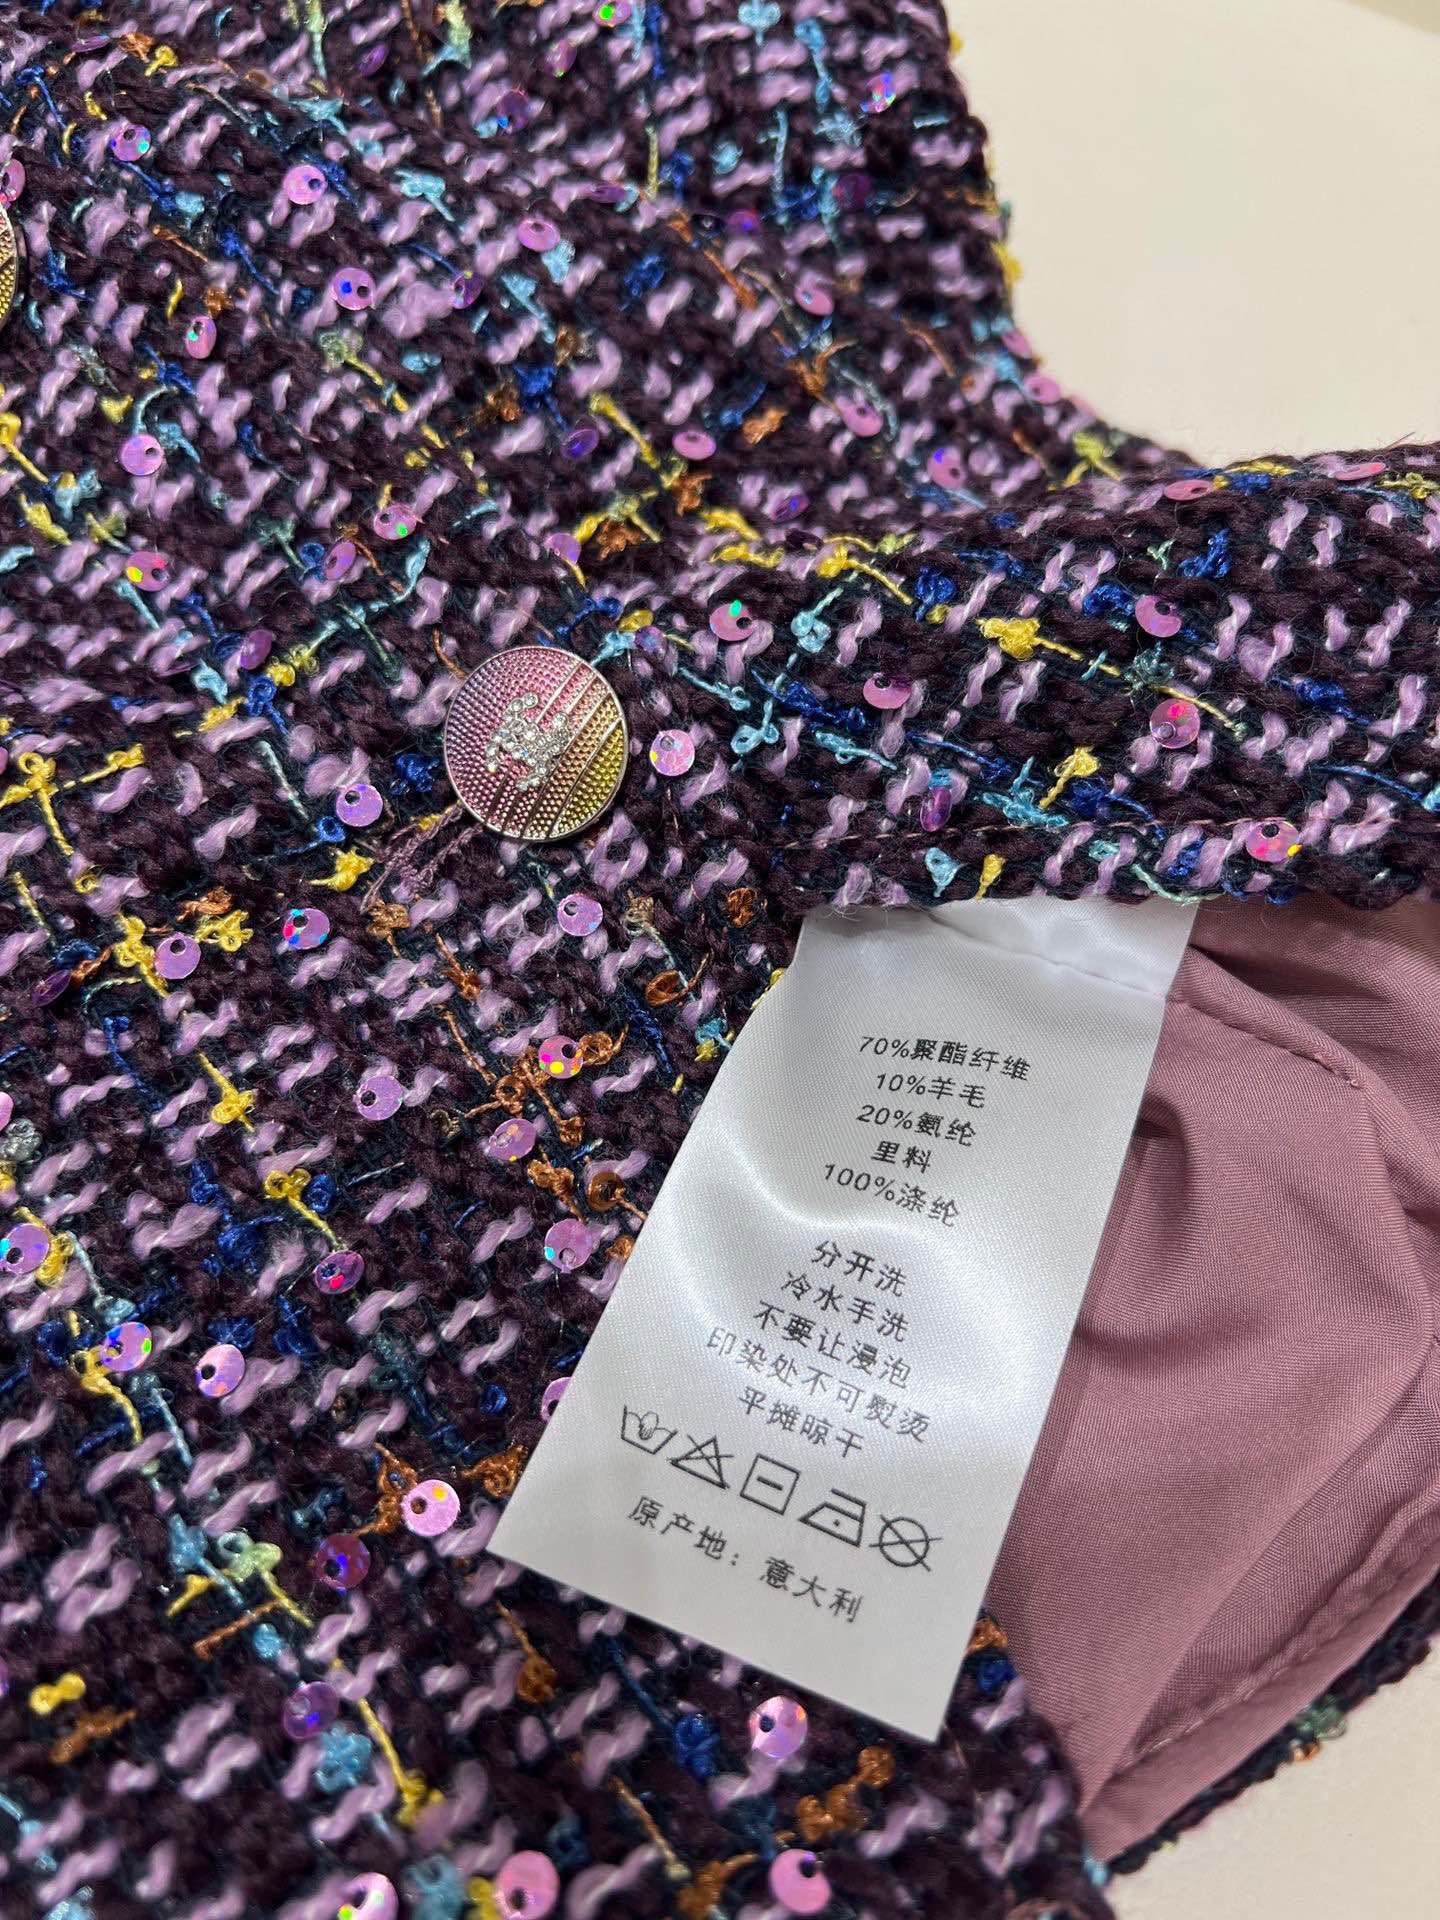 70%聚酯纤维
10%羊毛
20%氨纶
里料
100%涤纶
分开洗
冷水手洗
不要让浸泡
印染处不可熨烫
平摊晾干
原产地：意大利